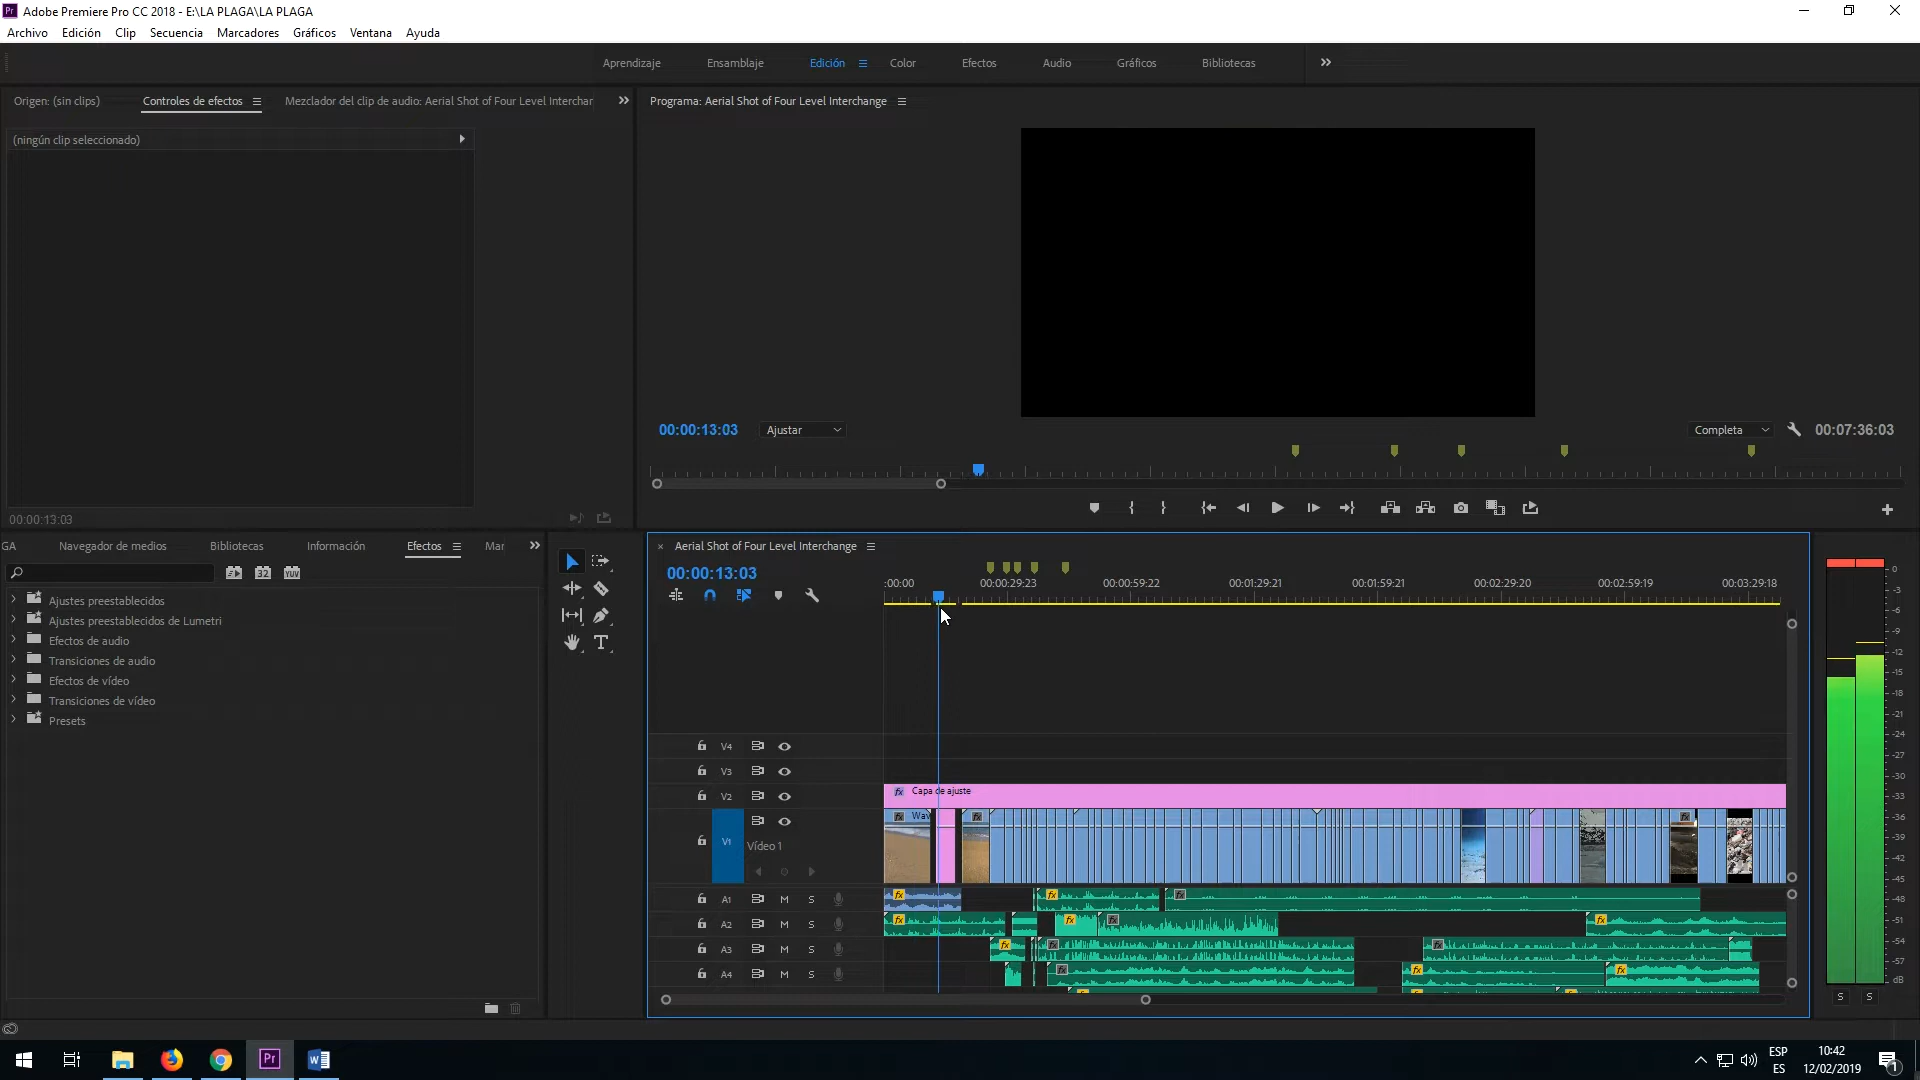 Adobe Premiere Pro CC 2018 - E:\LA PLAGA\LA PLAGA
Archivo Edición Clip Secuencia Marcadores Gráficos Ventana Ayuda
Aprendizaje Ensamblaje Edición Color Efectos Audio Gráficos Bibliotecas
Origen: (sin clips) Controles de efectos Mezclador del clip de audio: Aerial Shot of Four Level Interchar
Programa: Aerial Shot of Four Level Interchange
(ningún clip seleccionado)
00:00:13:03 Ajustar Completa 00:07:36:03
00:00:13:03
GA Navegador de medios Bibliotecas Información Efectos Mar
Aerial Shot of Four Level Interchange
00:00:13:03
:00:00 00:00:29:23 00:00:59:22 00:01:29:21 00:01:59:21 00:02:29:20 00:02:59:19 00:03:29:18
32 YUV
Ajustes preestablecidos
Ajustes preestablecidos de Lumetri
Efectos de audio
Transiciones de audio
Efectos de vídeo
Transiciones de vídeo
Presets
T
V4
V3
V2
fx Capa de ajuste
fx Wav
V1
Vídeo 1
A1 M S
A2 M S
A3 M S
A4 M S
0
-3
-6
-9
-12
-15
-18
-21
-24
-27
-30
-33
-36
-39
-42
-45
-48
-51
-54
-57
dB
S S
Pr
ESP
ES
10:42
12/02/2019
1